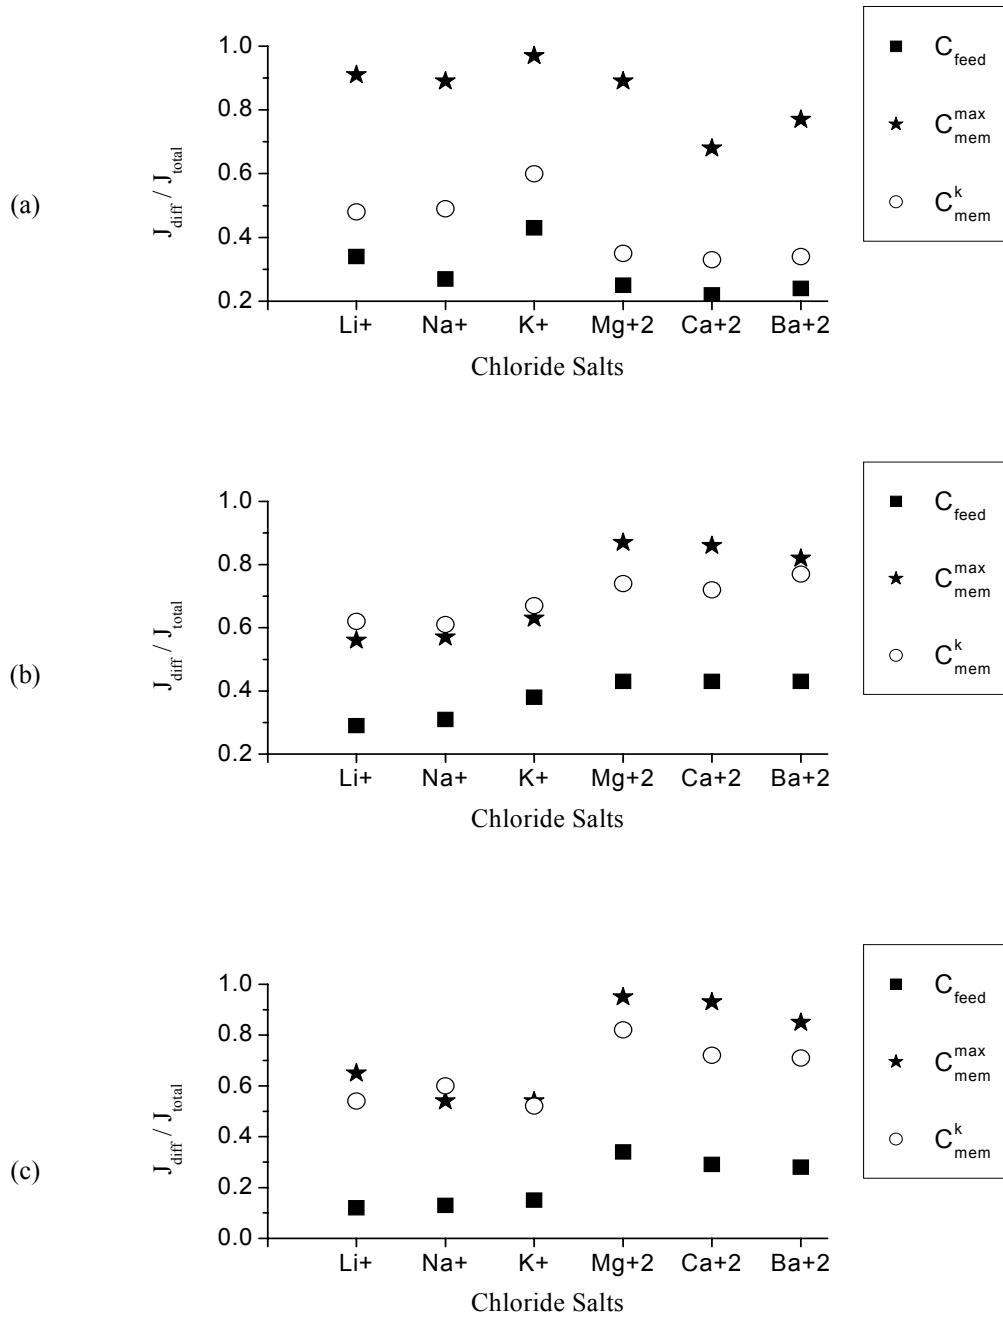 (a)
J_diff / J_total
1.0
0.8
0.6
0.4
0.2
Li+ Na+ K+ Mg+2 Ca+2 Ba+2
Chloride Salts
C_feed
C_mem^max
C_mem^k
(b)
J_diff / J_total
1.0
0.8
0.6
0.4
0.2
Li+ Na+ K+ Mg+2 Ca+2 Ba+2
Chloride Salts
C_feed
C_mem^max
C_mem^k
(c)
J_diff / J_total
1.0
0.8
0.6
0.4
0.2
0.0
Li+ Na+ K+ Mg+2 Ca+2 Ba+2
Chloride Salts
C_feed
C_mem^max
C_mem^k